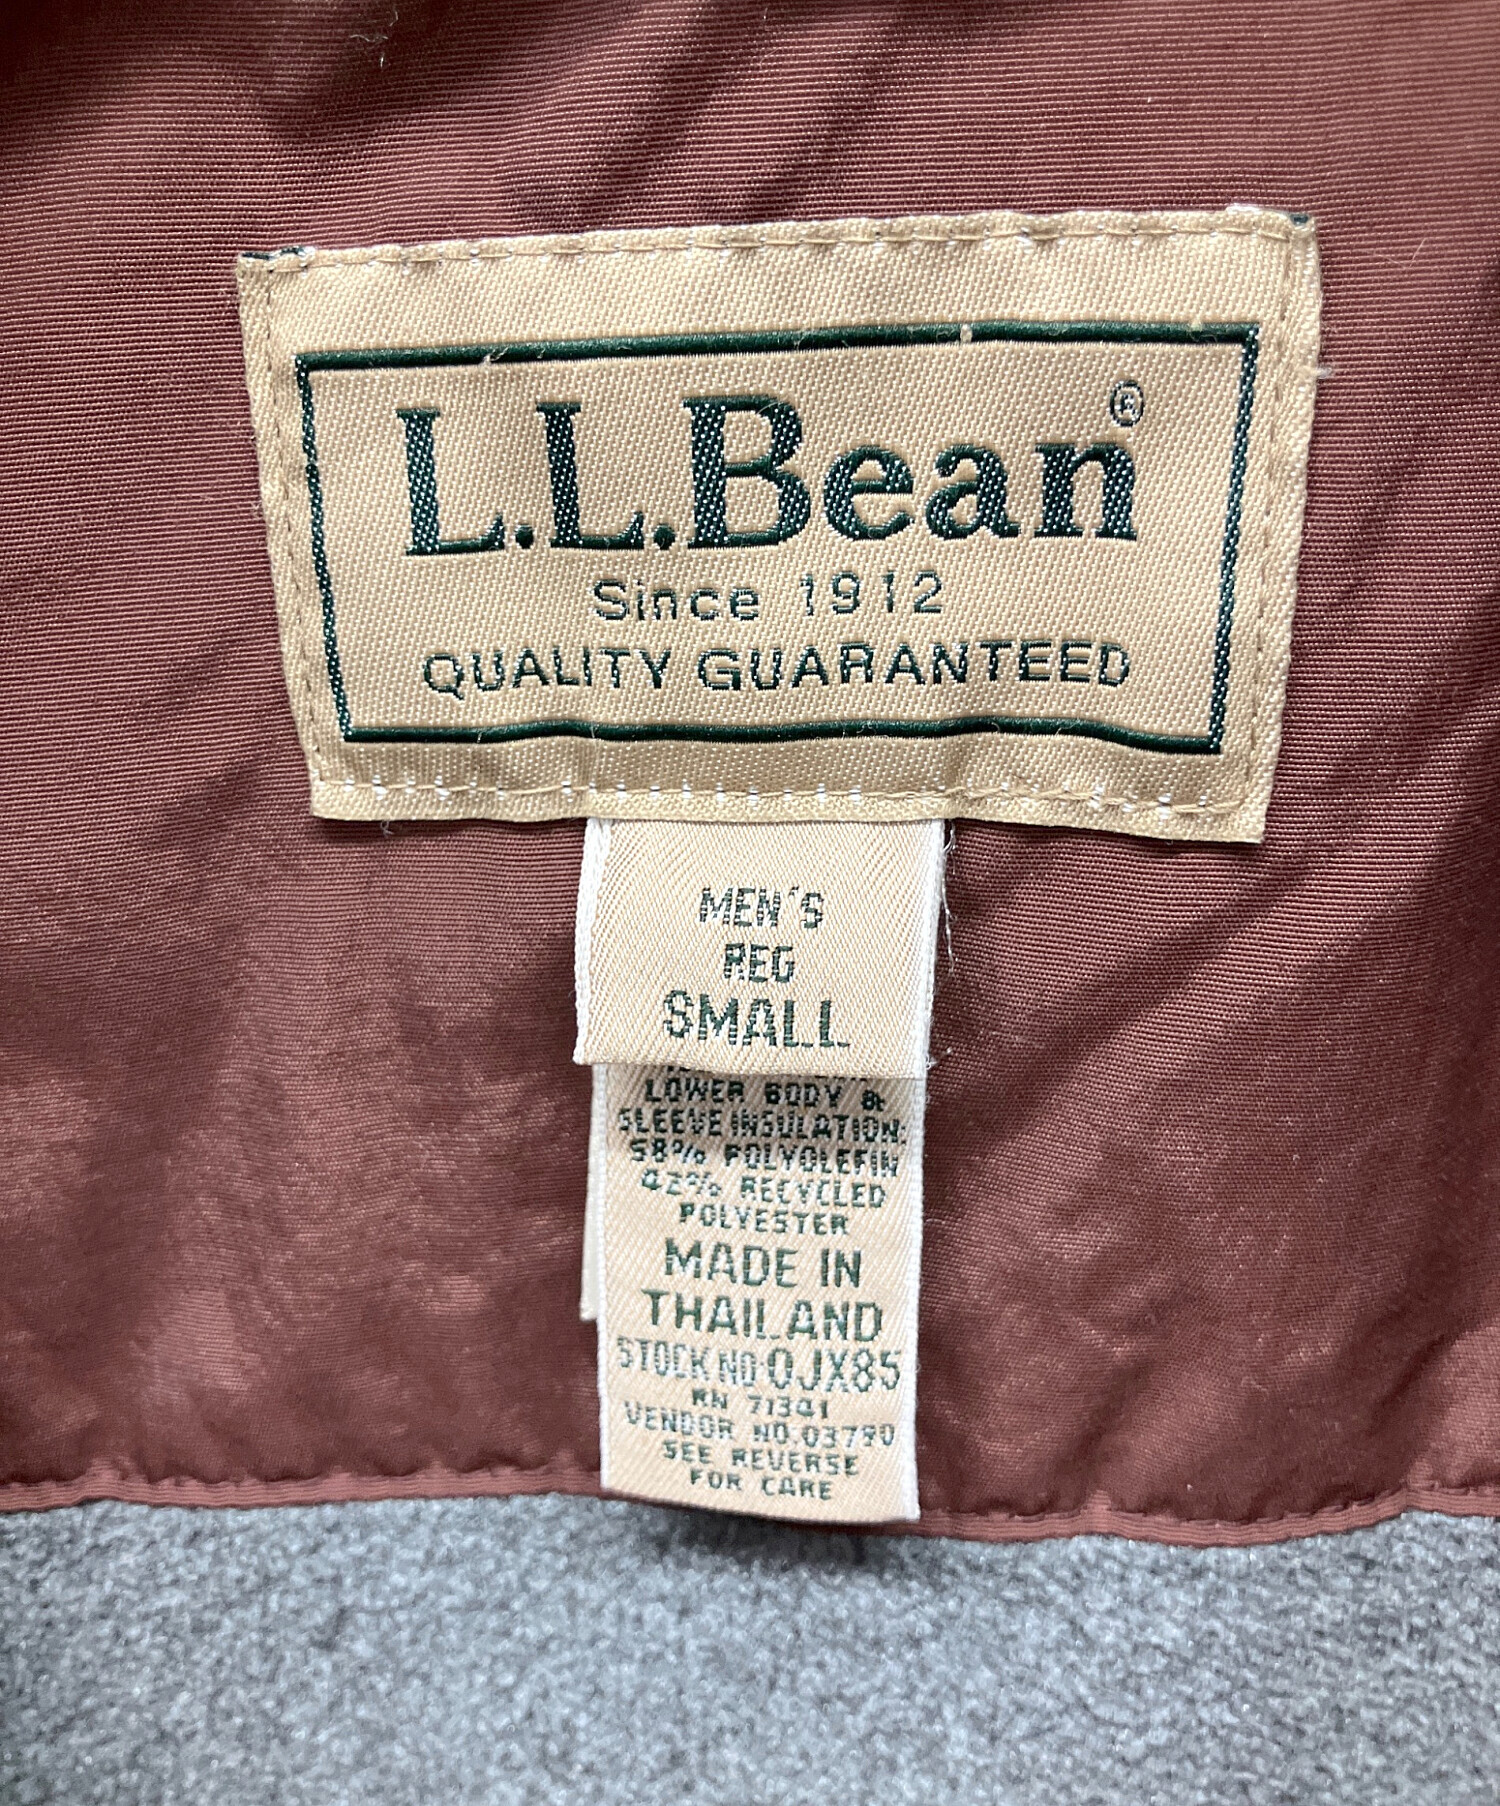 L.L.Bean®
Since 1912
QUALITY GUARANTEED
MEN'S
REG
SMALL
LOWER BODY &
SLEEVE INSULATION:
58% POLYOLEFIN
42% RECYCLED
POLYESTER
MADE IN
THAILAND
STOCK NO:0JX85
RN 71341
VENDOR NO.03790
SEE REVERSE
FOR CARE